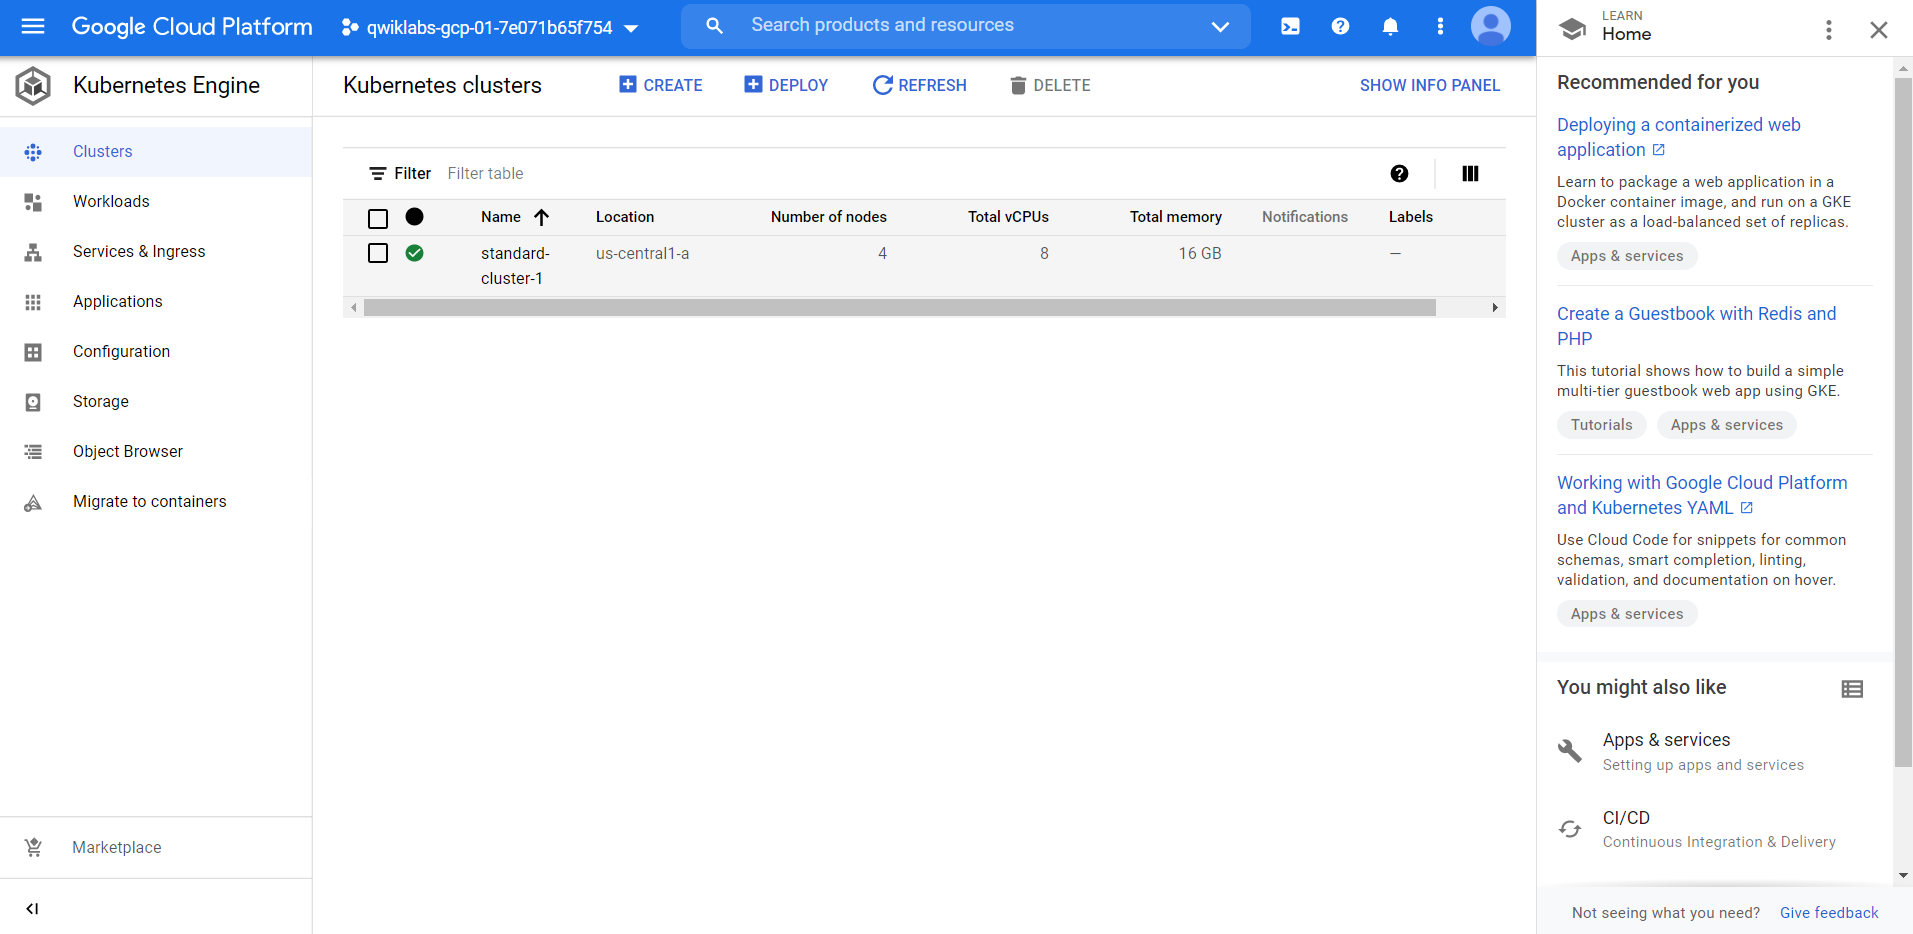 Google Cloud Platform
qwiklabs-gcp-01-7e071b65f754
Search products and resources
LEARN
Home
Kubernetes Engine
Clusters
Workloads
Services & Ingress
Applications
Configuration
Storage
Object Browser
Migrate to containers
Marketplace
Kubernetes clusters
CREATE
DEPLOY
REFRESH
DELETE
SHOW INFO PANEL
Filter Filter table
Name Location Number of nodes Total vCPUs Total memory Notifications Labels
standard- us-central1-a 4 8 16 GB —
cluster-1
Recommended for you
Deploying a containerized web
application
Learn to package a web application in a
Docker container image, and run on a GKE
cluster as a load-balanced set of replicas.
Apps & services
Create a Guestbook with Redis and
PHP
This tutorial shows how to build a simple
multi-tier guestbook web app using GKE.
Tutorials Apps & services
Working with Google Cloud Platform
and Kubernetes YAML
Use Cloud Code for snippets for common
schemas, smart completion, linting,
validation, and documentation on hover.
Apps & services
You might also like
Apps & services
Setting up apps and services
CI/CD
Continuous Integration & Delivery
Not seeing what you need? Give feedback